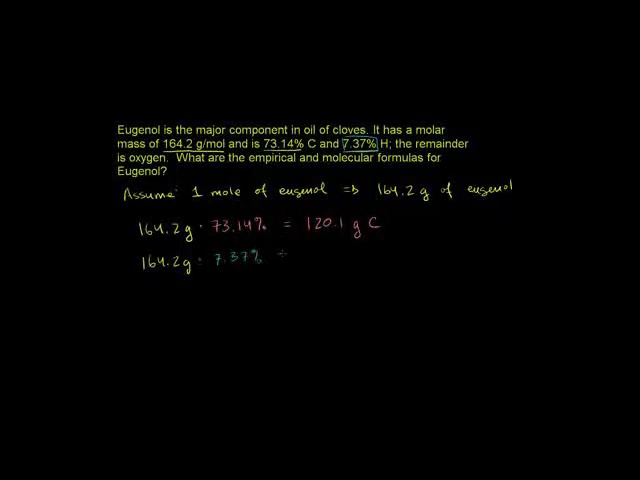 Eugenol is the major component in oil of cloves. It has a molar
mass of 164.2 g/mol and is 73.14% C and 7.37% H; the remainder
is oxygen. What are the empirical and molecular formulas for
Eugenol?
Assume: 1 mole of eugenol => 164.2 g of eugenol
164.2g · 73.14% = 120.1 g C
164.2g · 7.37% =